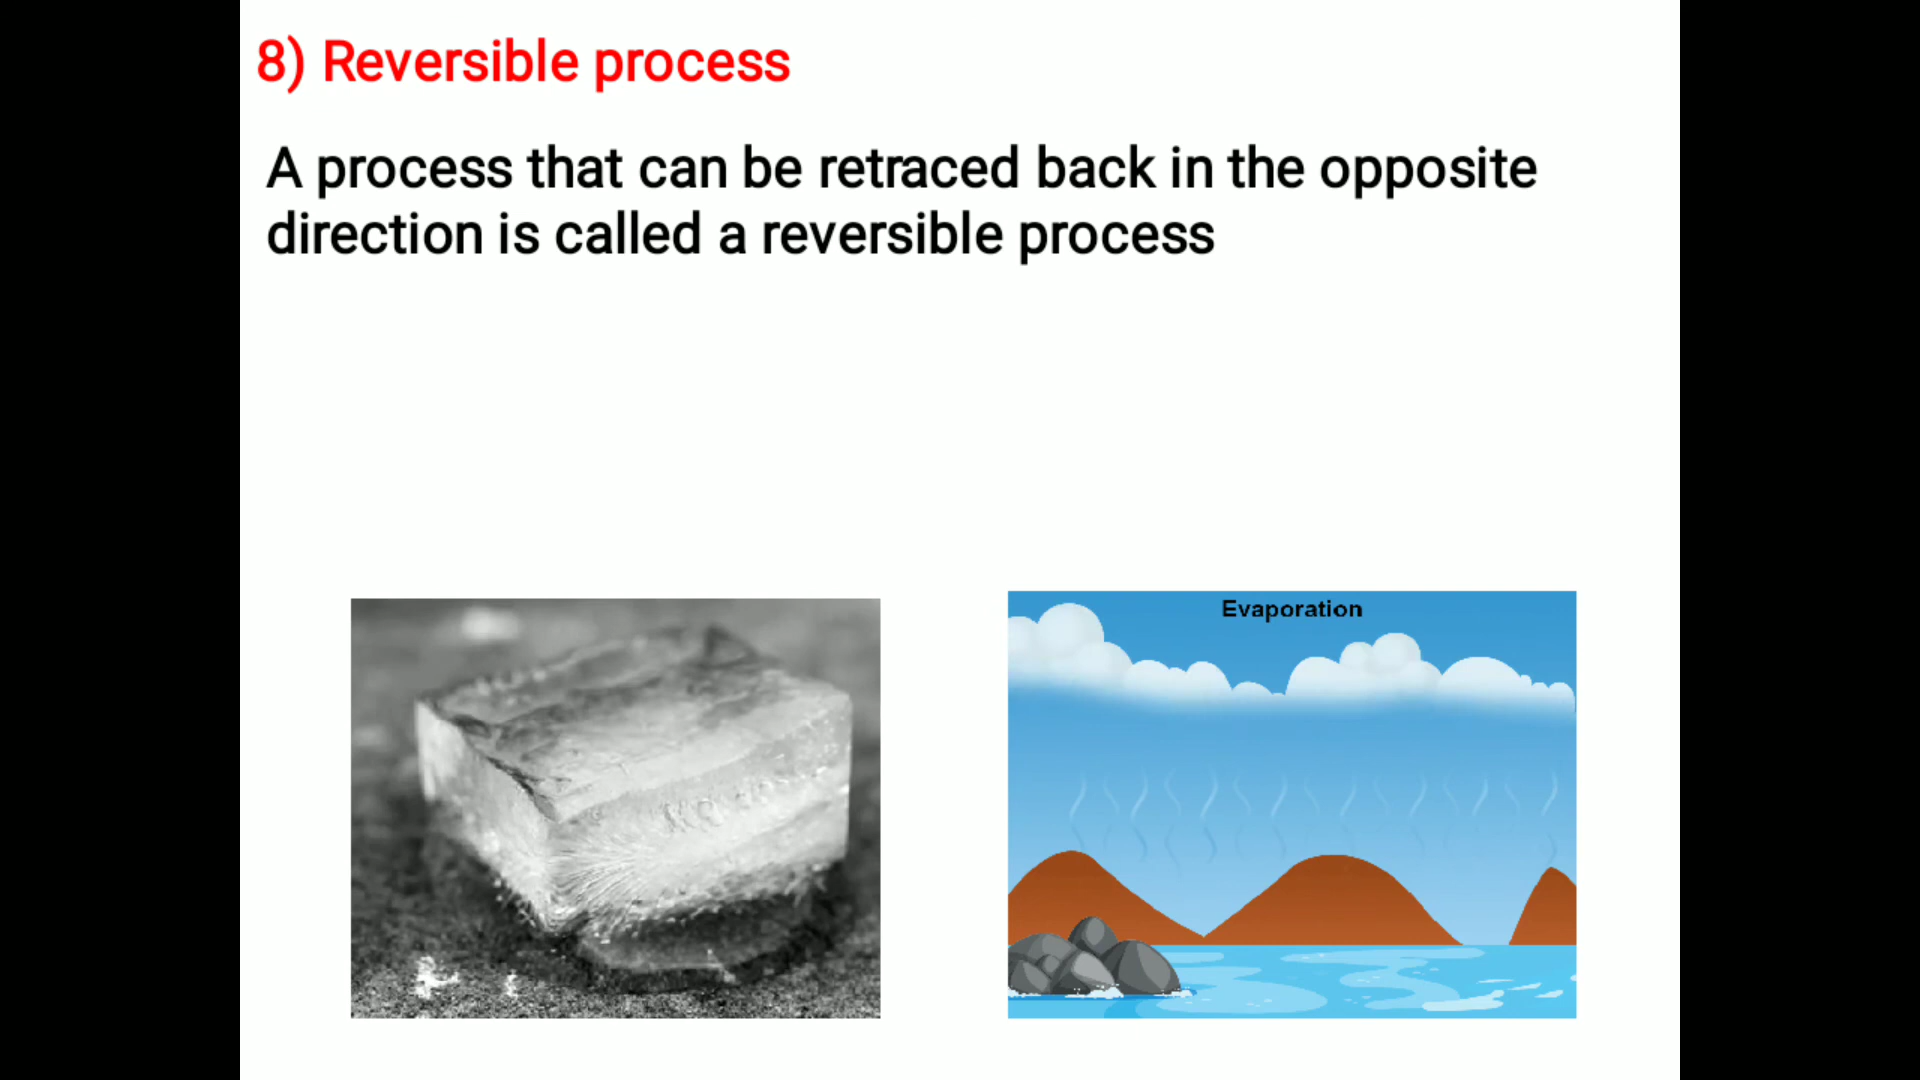 8) Reversible process
A process that can be retraced back in the opposite
direction is called a reversible process
Evaporation